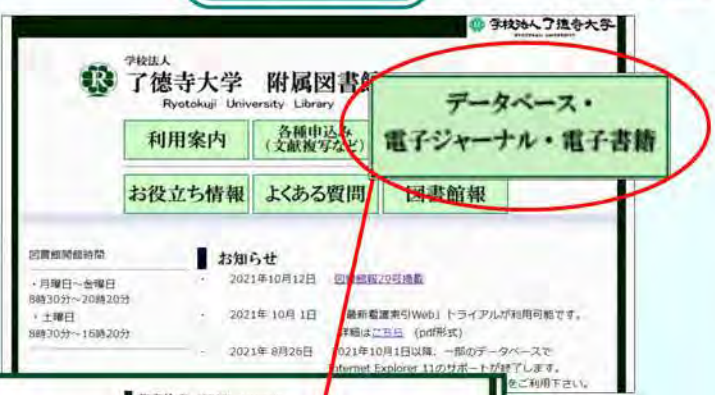 学校法人了徳寺大学
学校法人
了徳寺大学 附属図書館
Ryotokuji University Library
データベース・
電子ジャーナル・電子書籍
利用案内
各種申込み
(文献複写など)
お役立ち情報
よくある質問
図書館報
図書館開館時間
・月曜日~金曜日
8時30分~20時20分
・土曜日
8時30分~16時20分
お知らせ
2021年10月12日 図書館報29号掲載
2021年 10月 1日 「最新看護索引Web」トライアルが利用可能です。
詳細はこちら (pdf形式)
2021年 8月26日 2021年10月1日以降、一部のデータベースで
Internet Explorer 11のサポートが終了します。
をご利用下さい。